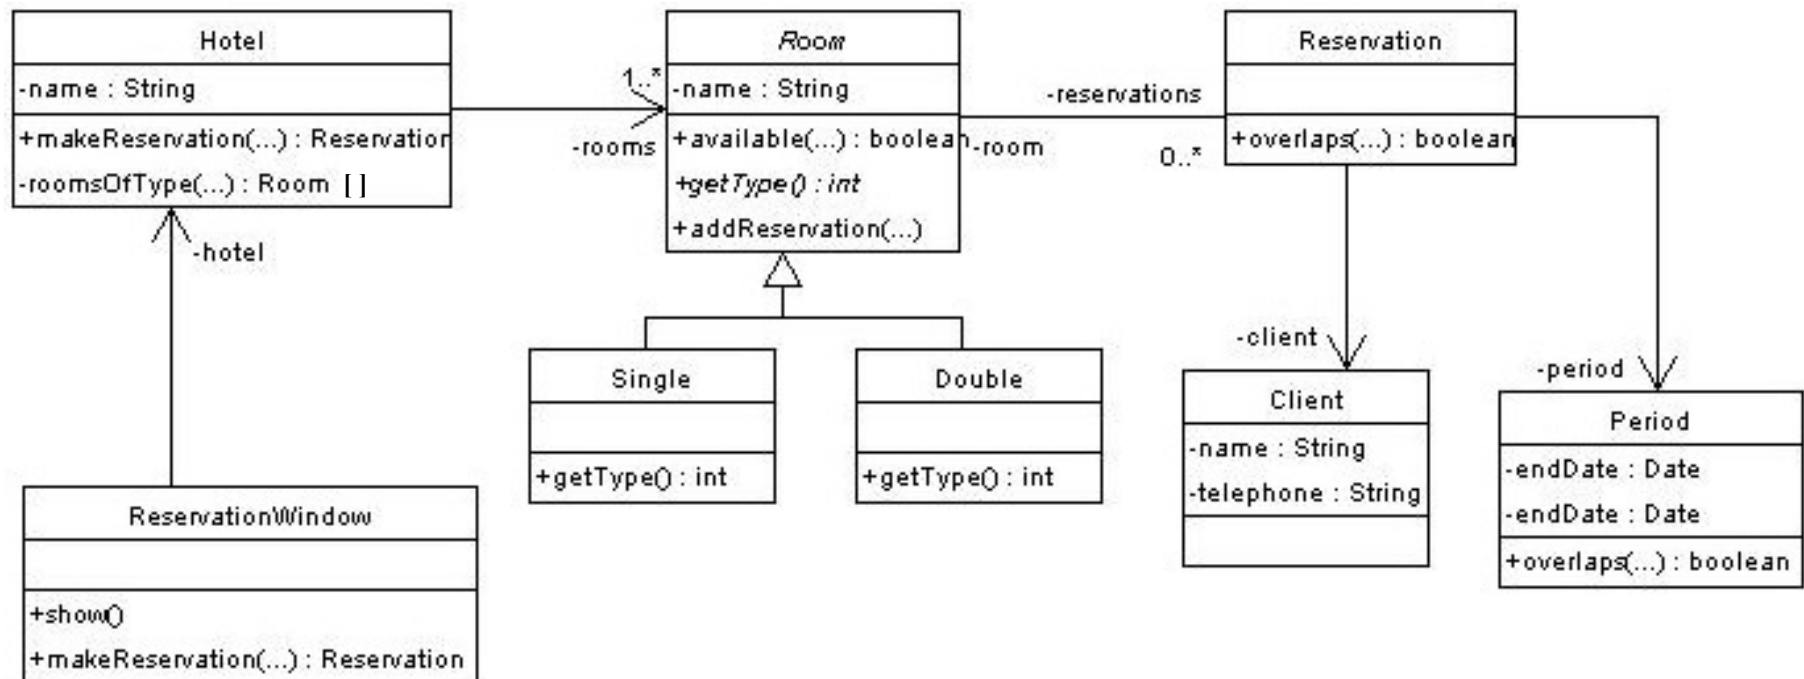 Hotel
-name : String
+makeReservation(...) : Reservation
-roomsOfType(...) : Room []
-hotel
1..*
-rooms
Room
-name : String
+available(...) : boolean
+getType() : int
+addReservation(...)
-room
-reservations
0..*
Reservation
+overlaps(...) : boolean
Single
+getType() : int
Double
+getType() : int
-client
Client
-name : String
-telephone : String
-period
Period
-endDate : Date
-endDate : Date
+overlaps(...) : boolean
ReservationWindow
+show()
+makeReservation(...) : Reservation